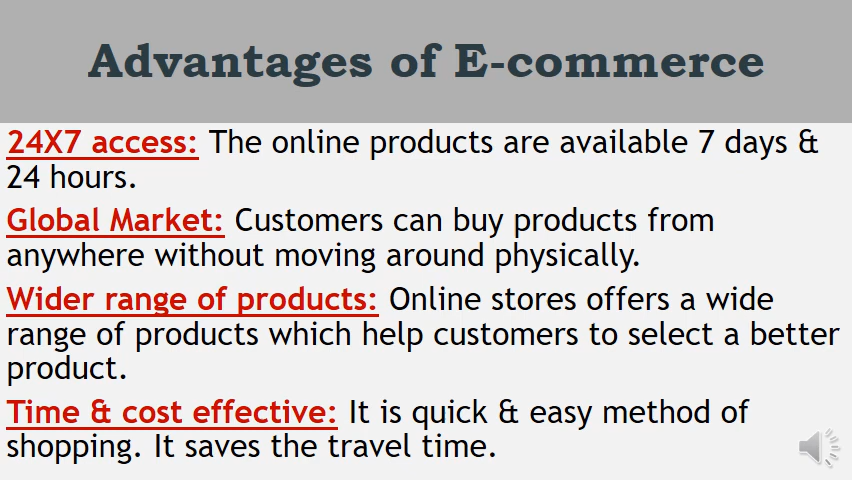 Advantages of E-commerce
24X7 access: The online products are available 7 days &
24 hours.
Global Market: Customers can buy products from
anywhere without moving around physically.
Wider range of products: Online stores offers a wide
range of products which help customers to select a better
product.
Time & cost effective: It is quick & easy method of
shopping. It saves the travel time.